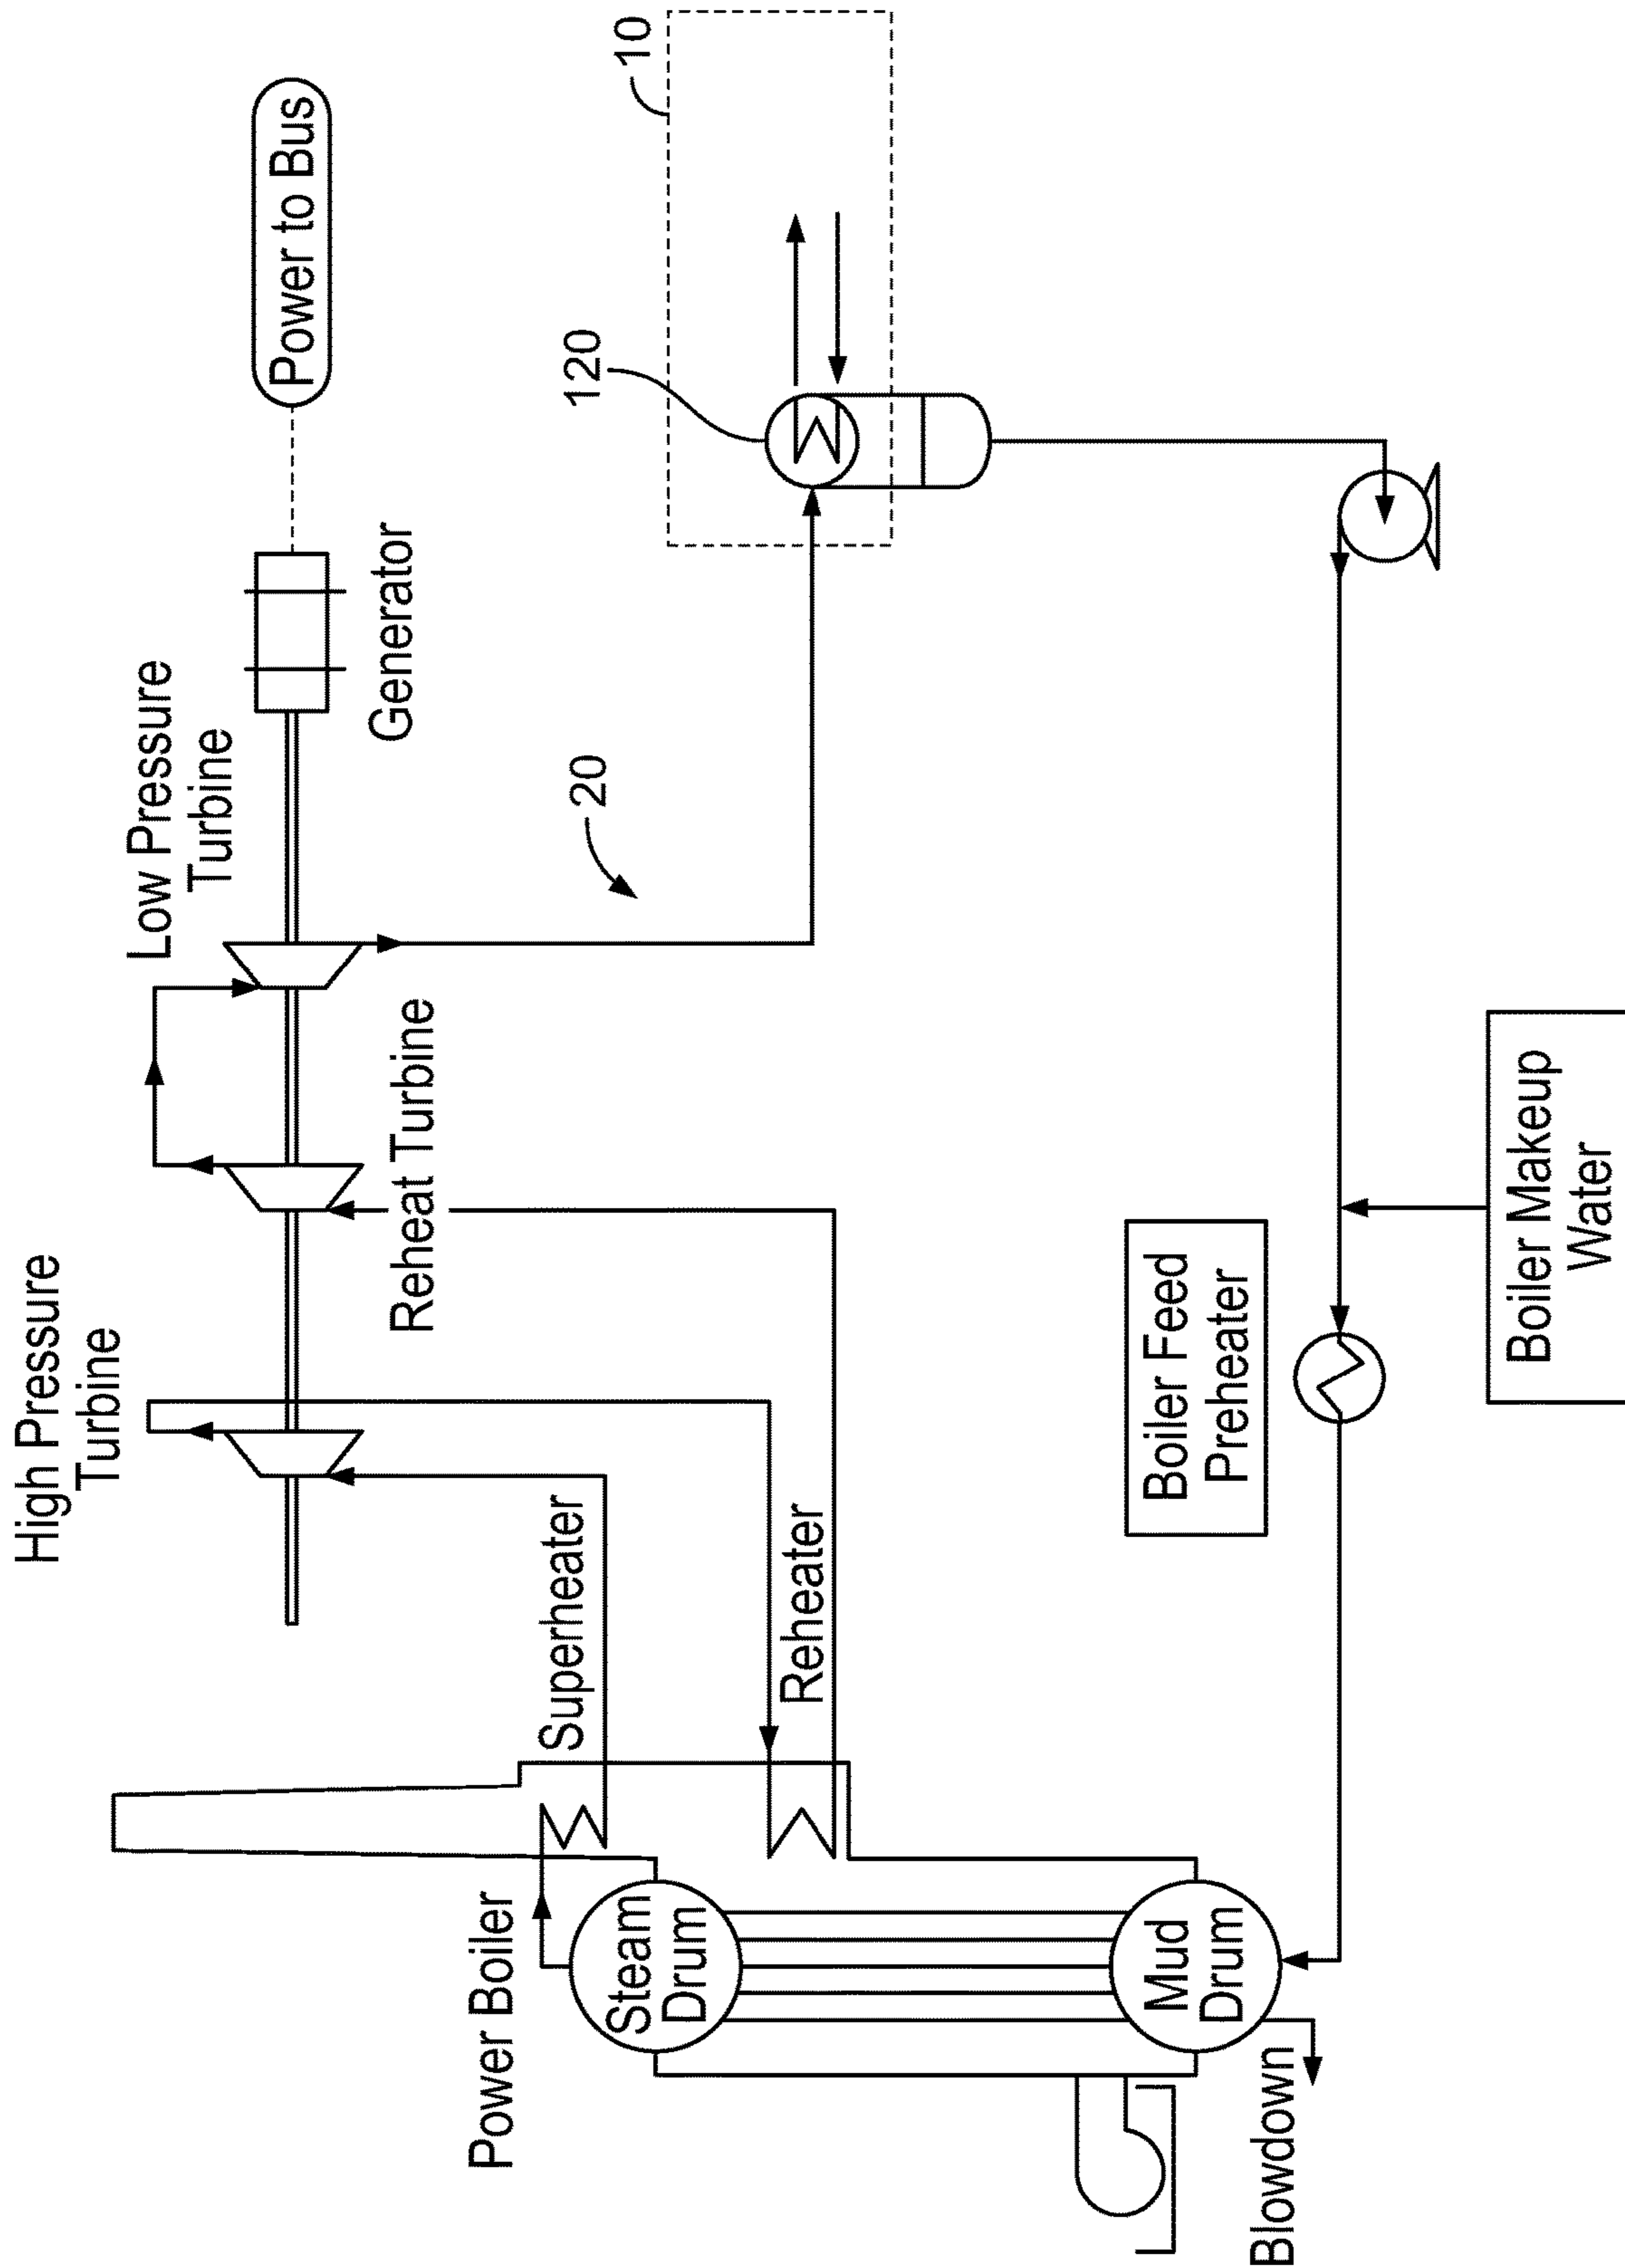 High Pressure
Turbine
Low Pressure
Turbine
Power to Bus
Generator
Reheat Turbine
10
Power Boiler
Superheater
20
120
Steam
Drum
Reheater
Mud
Drum
Boiler Feed
Preheater
Blowdown
Boiler Makeup
Water